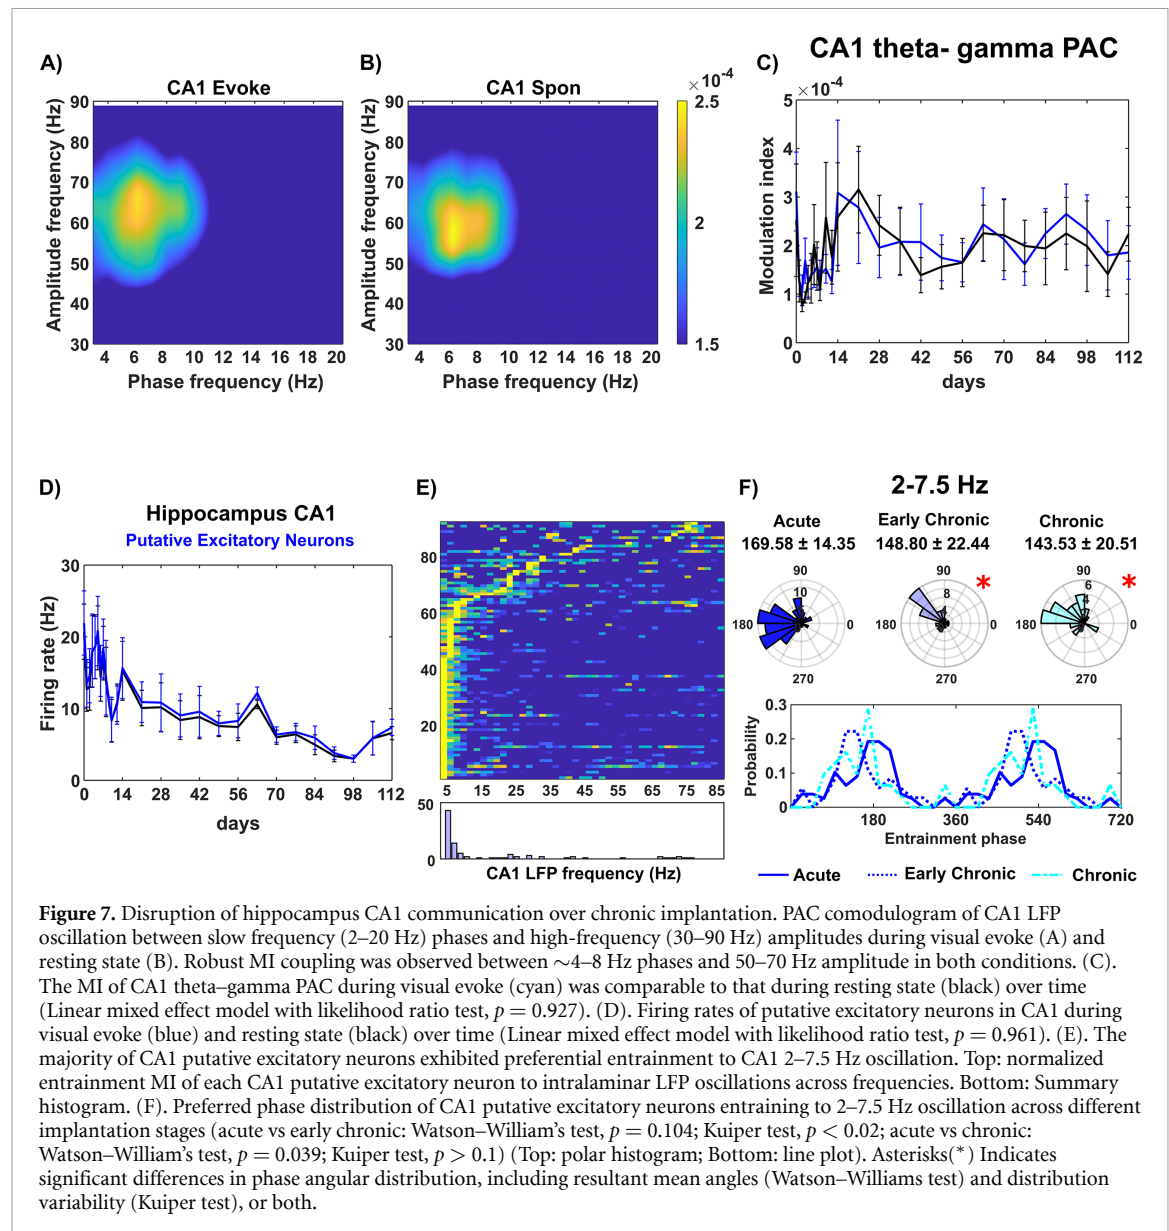 CA1 theta- gamma PAC
A)
CA1 Evoke
Amplitude frequency (Hz)
90
80
70
60
50
40
30
4 6 8 10 12 14 16 18 20
Phase frequency (Hz)
B)
CA1 Spon
Amplitude frequency (Hz)
90
80
70
60
50
40
30
4 6 8 10 12 14 16 18 20
Phase frequency (Hz)
×10-4
2.5
2
1.5
C)
5 ×10-4
4
3
2
1
0
Modulation index
0 14 28 42 56 70 84 98 112
days
D)
Hippocampus CA1
Putative Excitatory Neurons
Firing rate (Hz)
30
20
10
0
0 14 28 42 56 70 84 98 112
days
E)
80
60
40
20
5 15 25 35 45 55 65 75 85
50
0
CA1 LFP frequency (Hz)
F)
2-7.5 Hz
Acute
169.58 ± 14.35
90
10
180
0
270
Early Chronic
148.80 ± 22.44
90
8
4
180
0
270
*
Chronic
143.53 ± 20.51
90
6
4
180
0
270
*
Probability
0.3
0.2
0.1
0
180 360 540 720
Entrainment phase
Acute Early Chronic Chronic
Figure 7. Disruption of hippocampus CA1 communication over chronic implantation. PAC comodulogram of CA1 LFP
oscillation between slow frequency (2–20 Hz) phases and high-frequency (30–90 Hz) amplitudes during visual evoke (A) and
resting state (B). Robust MI coupling was observed between ∼4–8 Hz phases and 50–70 Hz amplitude in both conditions. (C).
The MI of CA1 theta–gamma PAC during visual evoke (cyan) was comparable to that during resting state (black) over time
(Linear mixed effect model with likelihood ratio test, p = 0.927). (D). Firing rates of putative excitatory neurons in CA1 during
visual evoke (blue) and resting state (black) over time (Linear mixed effect model with likelihood ratio test, p = 0.961). (E). The
majority of CA1 putative excitatory neurons exhibited preferential entrainment to CA1 2–7.5 Hz oscillation. Top: normalized
entrainment MI of each CA1 putative excitatory neuron to intralaminar LFP oscillations across frequencies. Bottom: Summary
histogram. (F). Preferred phase distribution of CA1 putative excitatory neurons entraining to 2–7.5 Hz oscillation across different
implantation stages (acute vs early chronic: Watson–William's test, p = 0.104; Kuiper test, p < 0.02; acute vs chronic:
Watson–William's test, p = 0.039; Kuiper test, p > 0.1) (Top: polar histogram; Bottom: line plot). Asterisks(*) Indicates
significant differences in phase angular distribution, including resultant mean angles (Watson–Williams test) and distribution
variability (Kuiper test), or both.